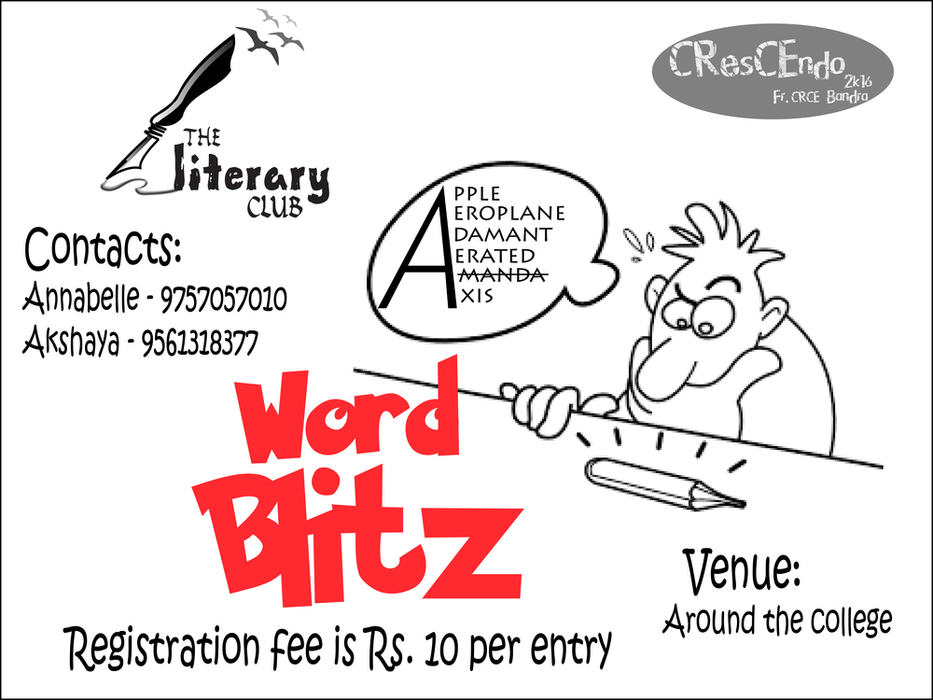 THE
literary
CLUB
CResCEndo
2k16
Fr. CRCE Bandra
Contacts:
Annabelle - 9757057010
Akshaya - 9561318377
APPLE
AEROPLANE
ADAMANT
AERATED
AMANDA
AXIS
Word
Blitz
Venue:
Around the college
Registration fee is Rs. 10 per entry